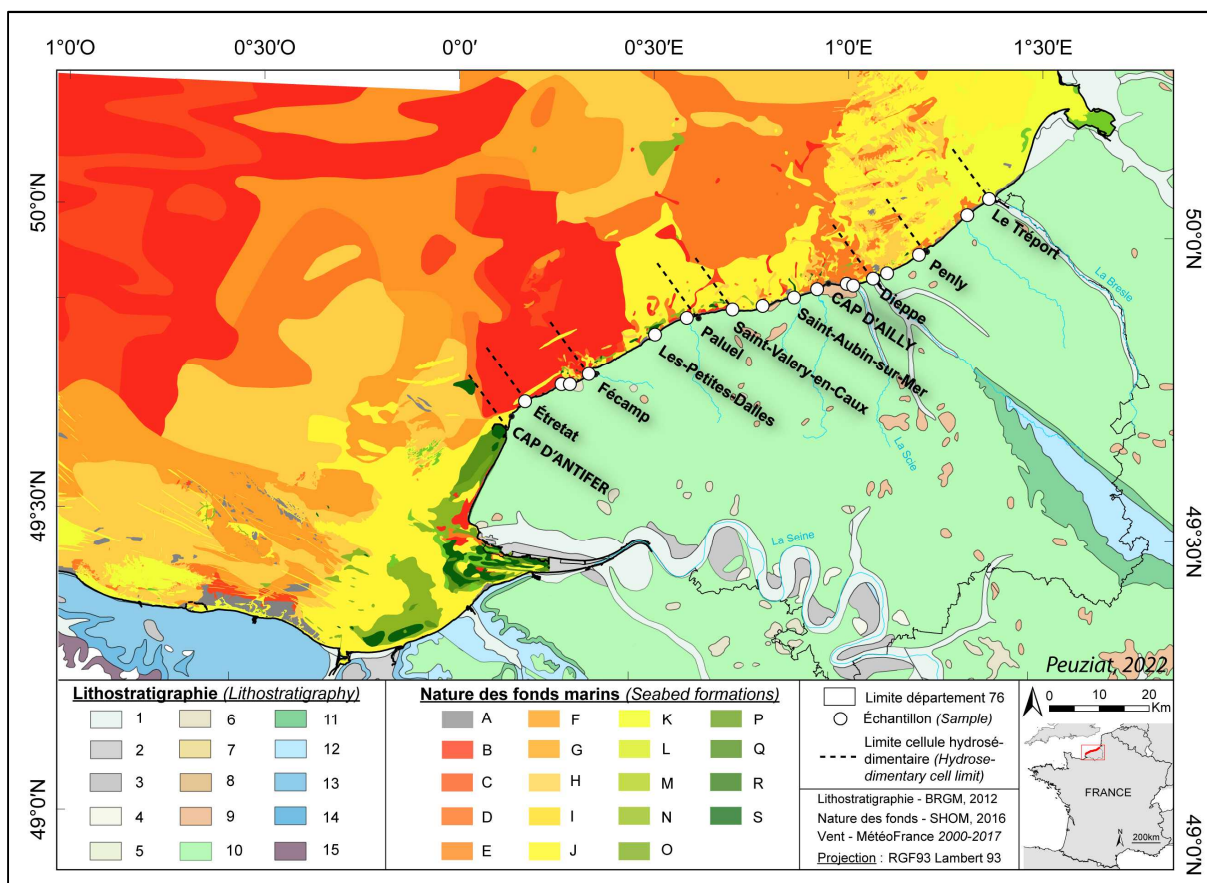 1°0'O 0°30'O 0°0' 0°30'E 1°0'E 1°30'E
50°0'N
49°30'N
49°0'N
50°0'N
49°30'N
49°0'N
Le Tréport
La Bresle
Penly
Dieppe
CAP D'AILLY
Saint-Aubin-sur-Mer
Saint-Valery-en-Caux
Paluel
Les-Petites-Dalles
Fécamp
Étretat
CAP D'ANTIFER
La Scie
La Seine
Peuziat, 2022
Lithostratigraphie (Lithostratigraphy)
1 6 11
2 7 12
3 8 13
4 9 14
5 10 15
Nature des fonds marins (Seabed formations)
A F K P
B G L Q
C H M R
D I N S
E J O
Limite département 76
Échantillon (Sample)
Limite cellule hydrosé-
dimentaire (Hydrose-
dimentary cell limit)
Lithostratigraphie - BRGM, 2012
Nature des fonds - SHOM, 2016
Vent - MétéoFrance 2000-2017
Projection : RGF93 Lambert 93
0 10 20
Km
FRANCE
N
200km